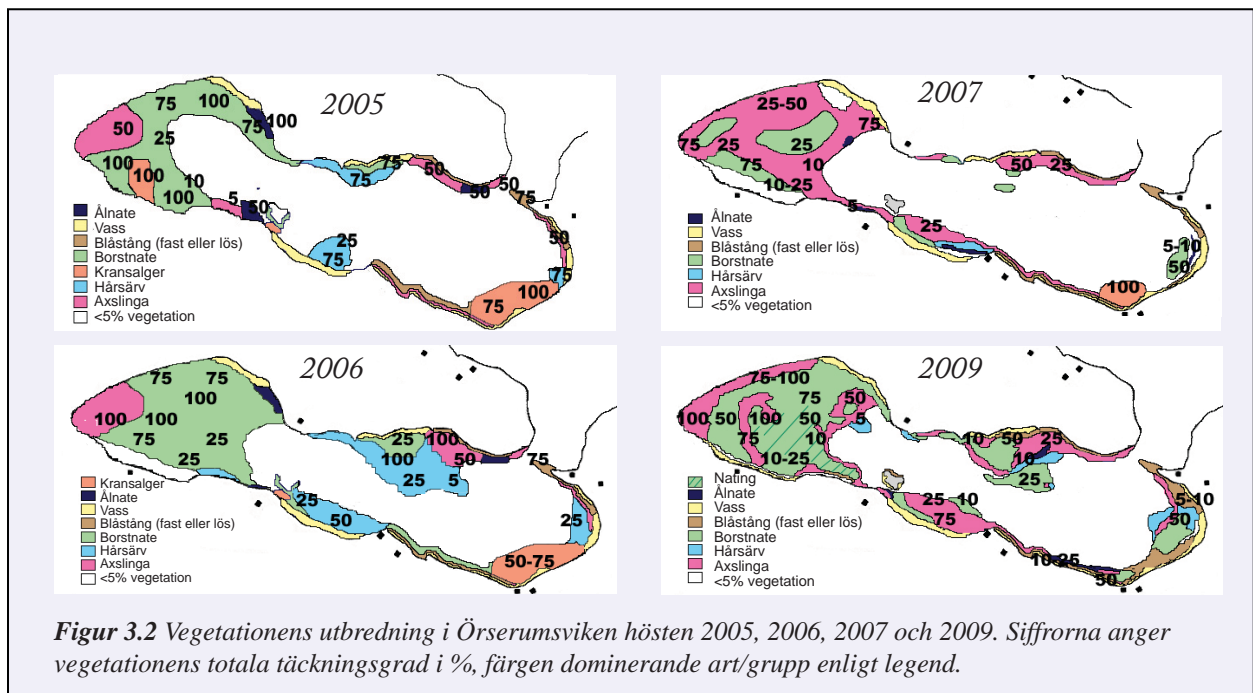 2005
75
100
50
75
100
25
100
100
100
10
5
50
75
75
50
50
50
75
50
75
25
75
100
75
Ålnate
Vass
Blåstång (fast eller lös)
Borstnate
Kransalger
Hårsärv
Axslinga
<5% vegetation
2007
25-50
75
75
25
25
75
10
10-25
5
25
50
25
5-10
50
100
Ålnate
Vass
Blåstång (fast eller lös)
Borstnate
Kransalger
Hårsärv
Axslinga
<5% vegetation
2006
75
75
100
100
100
75
25
25
25
100
100
50
75
25
5
25
50
25
50-75
Kransalger
Ålnate
Vass
Blåstång (fast eller lös)
Borstnate
Hårsärv
Axslinga
<5% vegetation
2009
75-100
75
50
100
50
100
50
5
75
10
10-25
10
50
25
10
25
25
10
75
5-10
50
10-25
50
Nating
Ålnate
Vass
Blåstång (fast eller lös)
Borstnate
Hårsärv
Axslinga
<5% vegetation
Figur 3.2 Vegetationens utbredning i Örserumsviken hösten 2005, 2006, 2007 och 2009. Siffrorna anger
vegetationens totala täckningsgrad i %, färgen dominerande art/grupp enligt legend.